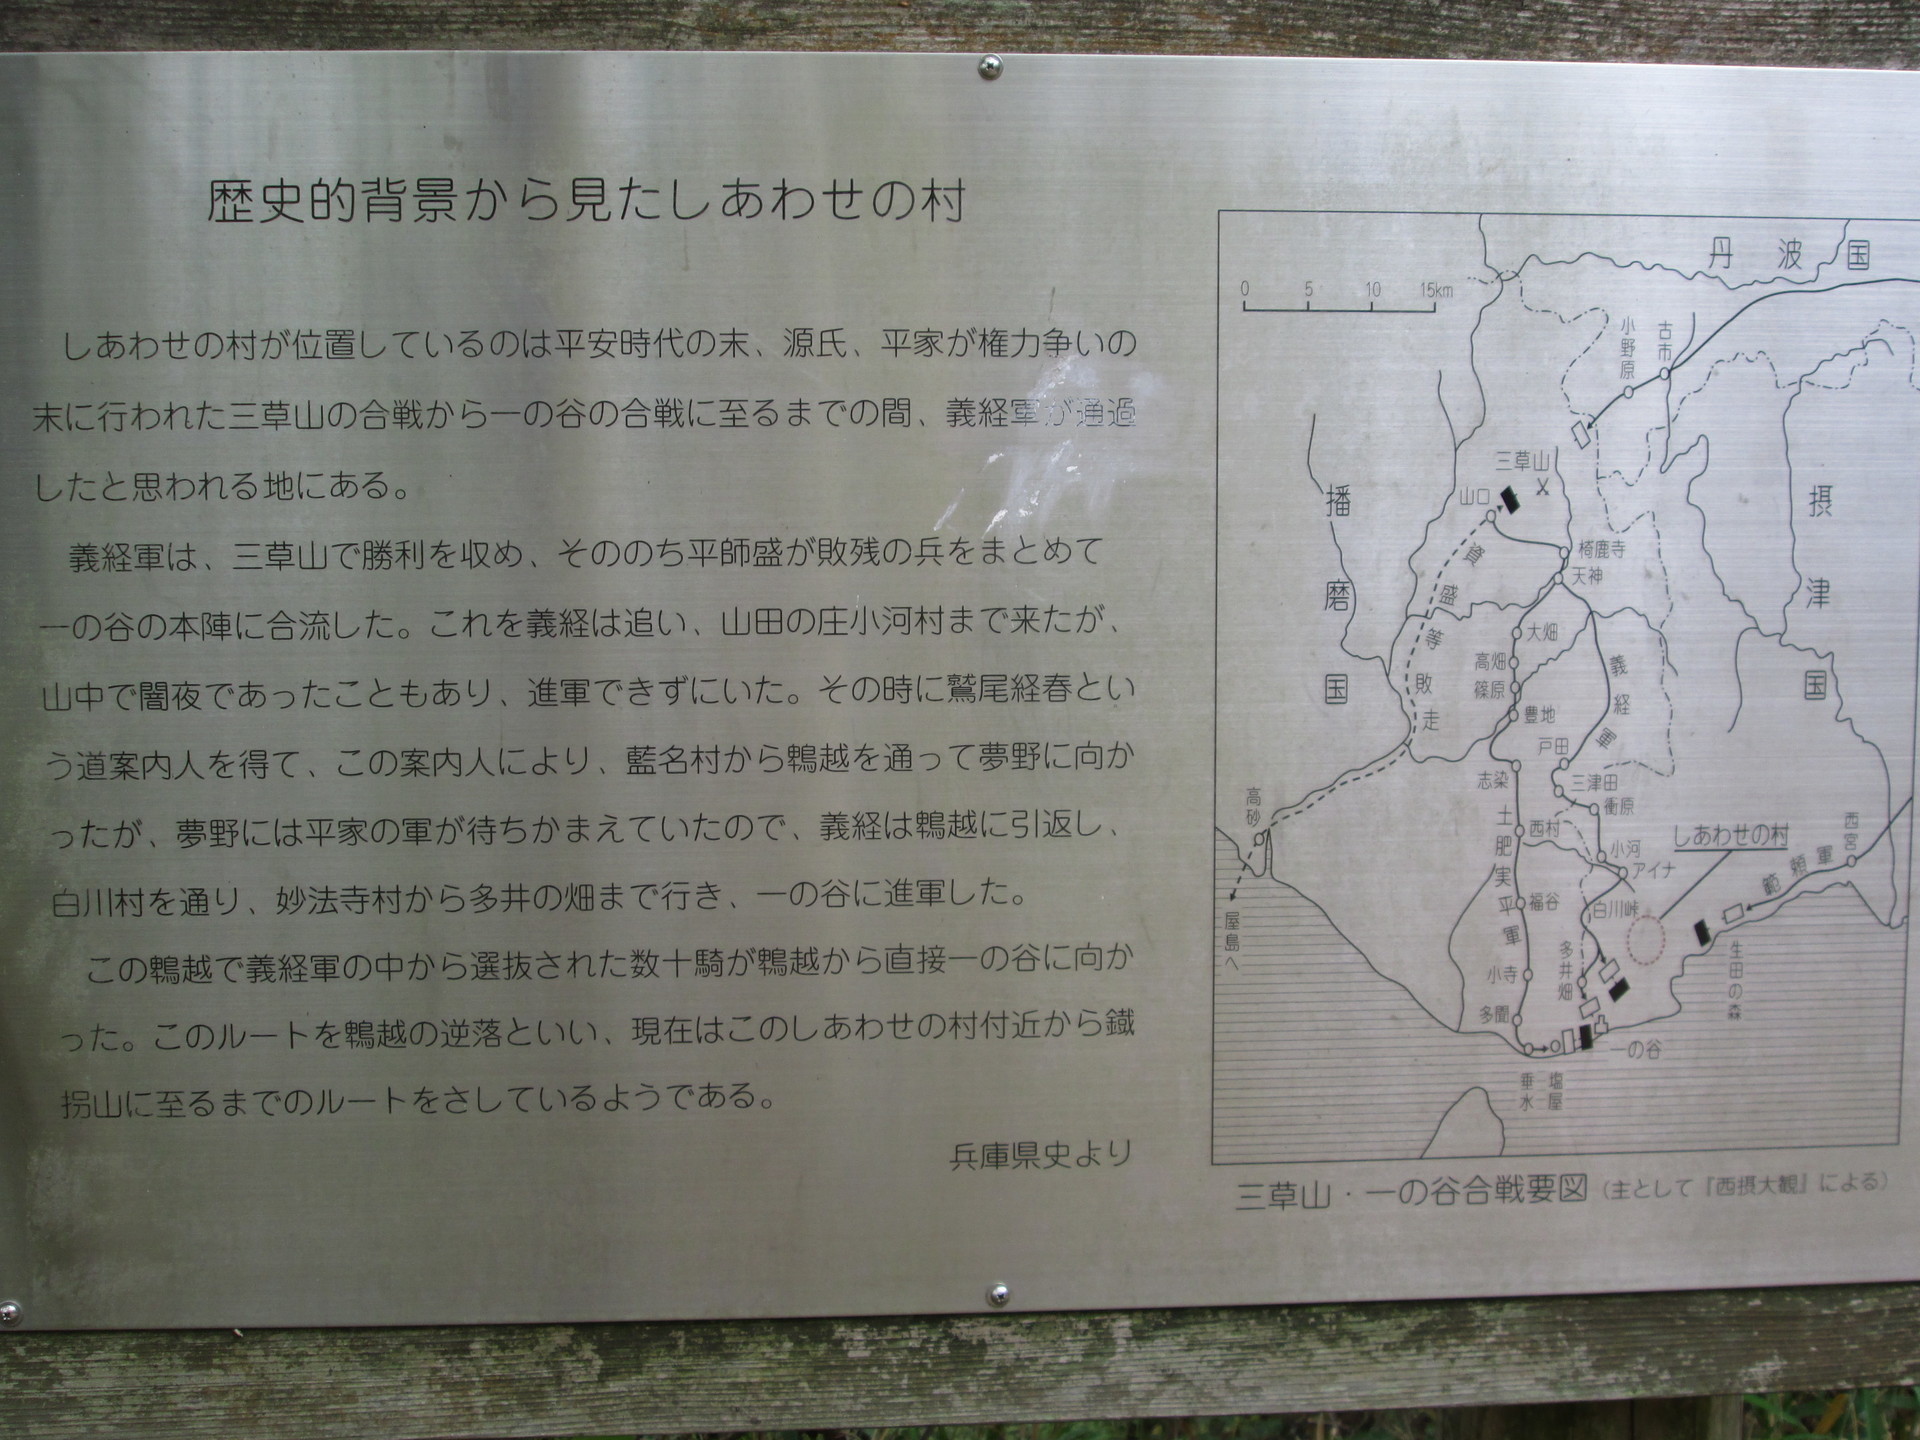 歴史的背景から見たしあわせの村
しあわせの村が位置しているのは平安時代の末、源氏、平家が権力争いの
末に行われた三草山の合戦から一の谷の合戦に至るまでの間、義経軍が通過
したと思われる地にある。
義経軍は、三草山で勝利を収め、そののち平師盛が敗残の兵をまとめて
一の谷の本陣に合流した。これを義経は追い、山田の庄小河村まで来たが、
山中で闇夜であったこともあり、進軍できずにいた。その時に鷲尾経春とい
う道案内人を得て、この案内人により、藍名村から鵯越を通って夢野に向か
ったが、夢野には平家の軍が待ちかまえていたので、義経は鵯越に引返し、
白川村を通り、妙法寺村から多井の畑まで行き、一の谷に進軍した。
この鵯越で義経軍の中から選抜された数十騎が鵯越から直接一の谷に向か
った。このルートを鵯越の逆落といい、現在はこのしあわせの村付近から鐵
拐山に至るまでのルートをさしているようである。
兵庫県史より
丹波国
0 5 10 15km
小野原
古市
三草山
山口
播磨国
摂津国
資盛等敗走
椅鹿寺
天神
大畑
高畑
篠原
豊地
義経軍
戸田
志染
三津田
衝原
高砂
土肥実平軍
西村
しあわせの村
西宮
小河
アイナ
範頼軍
福谷
白川峠
屋島へ
生田の森
多井畑
小寺
多聞
一の谷
垂水
塩屋
三草山・一の谷合戦要図（主として『西摂大観』による）